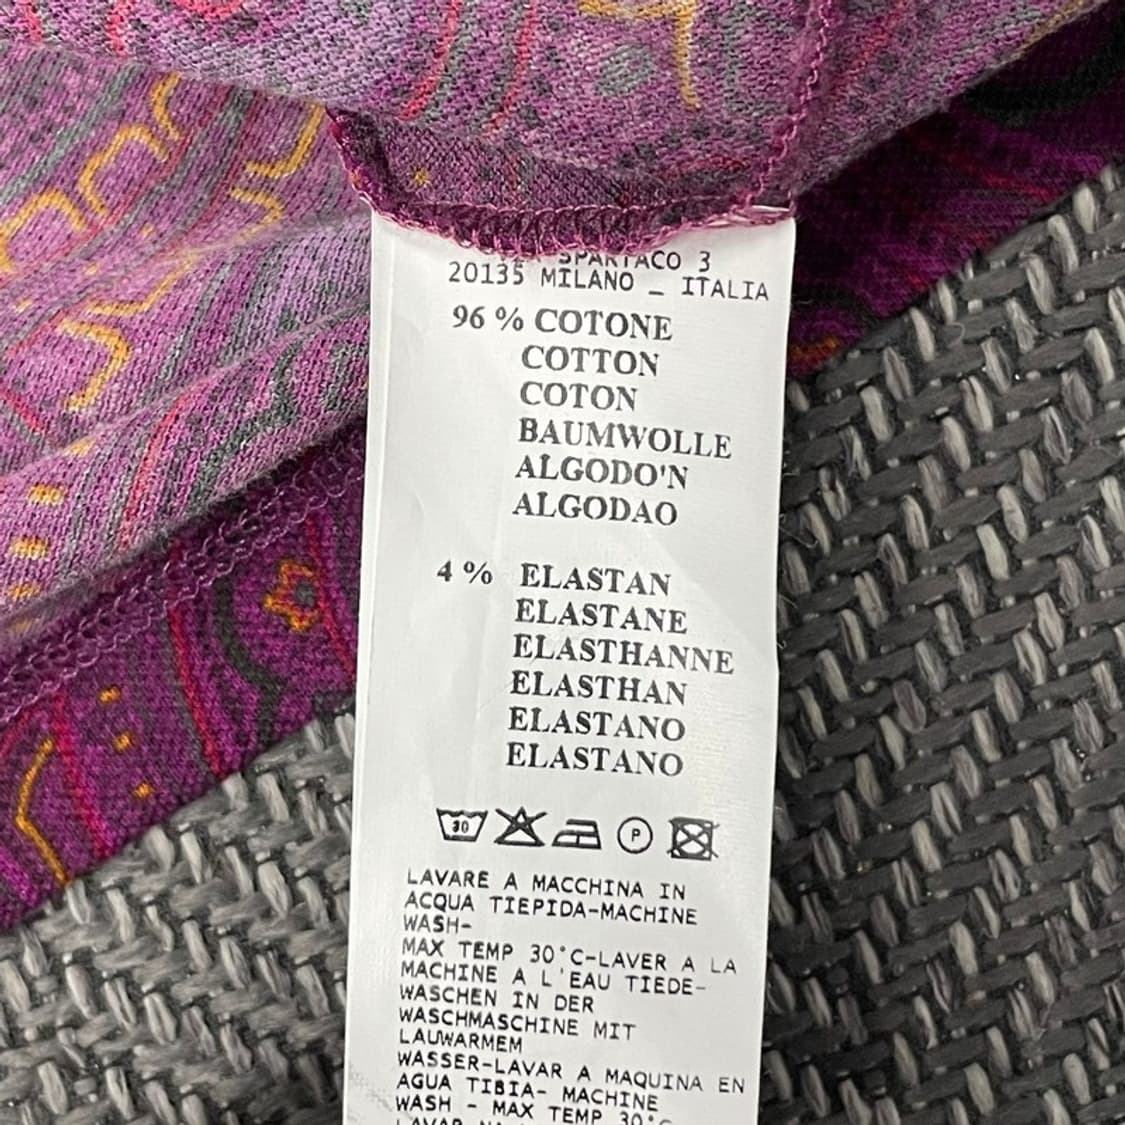 SPARTACO 3
20135 MILANO _ ITALIA
96 % COTONE
COTTON
COTON
BAUMWOLLE
ALGODO'N
ALGODAO
4 % ELASTAN
ELASTANE
ELASTHANNE
ELASTHAN
ELASTANO
ELASTANO
30 P
LAVARE A MACCHINA IN
ACQUA TIEPIDA-MACHINE
WASH-
MAX TEMP 30°C-LAVER A LA
MACHINE A L'EAU TIEDE-
WASCHEN IN DER
WASCHMASCHINE MIT
LAUWARMEM
WASSER-LAVAR A MAQUINA EN
AGUA TIBIA- MACHINE
WASH - MAX TEMP 30°C